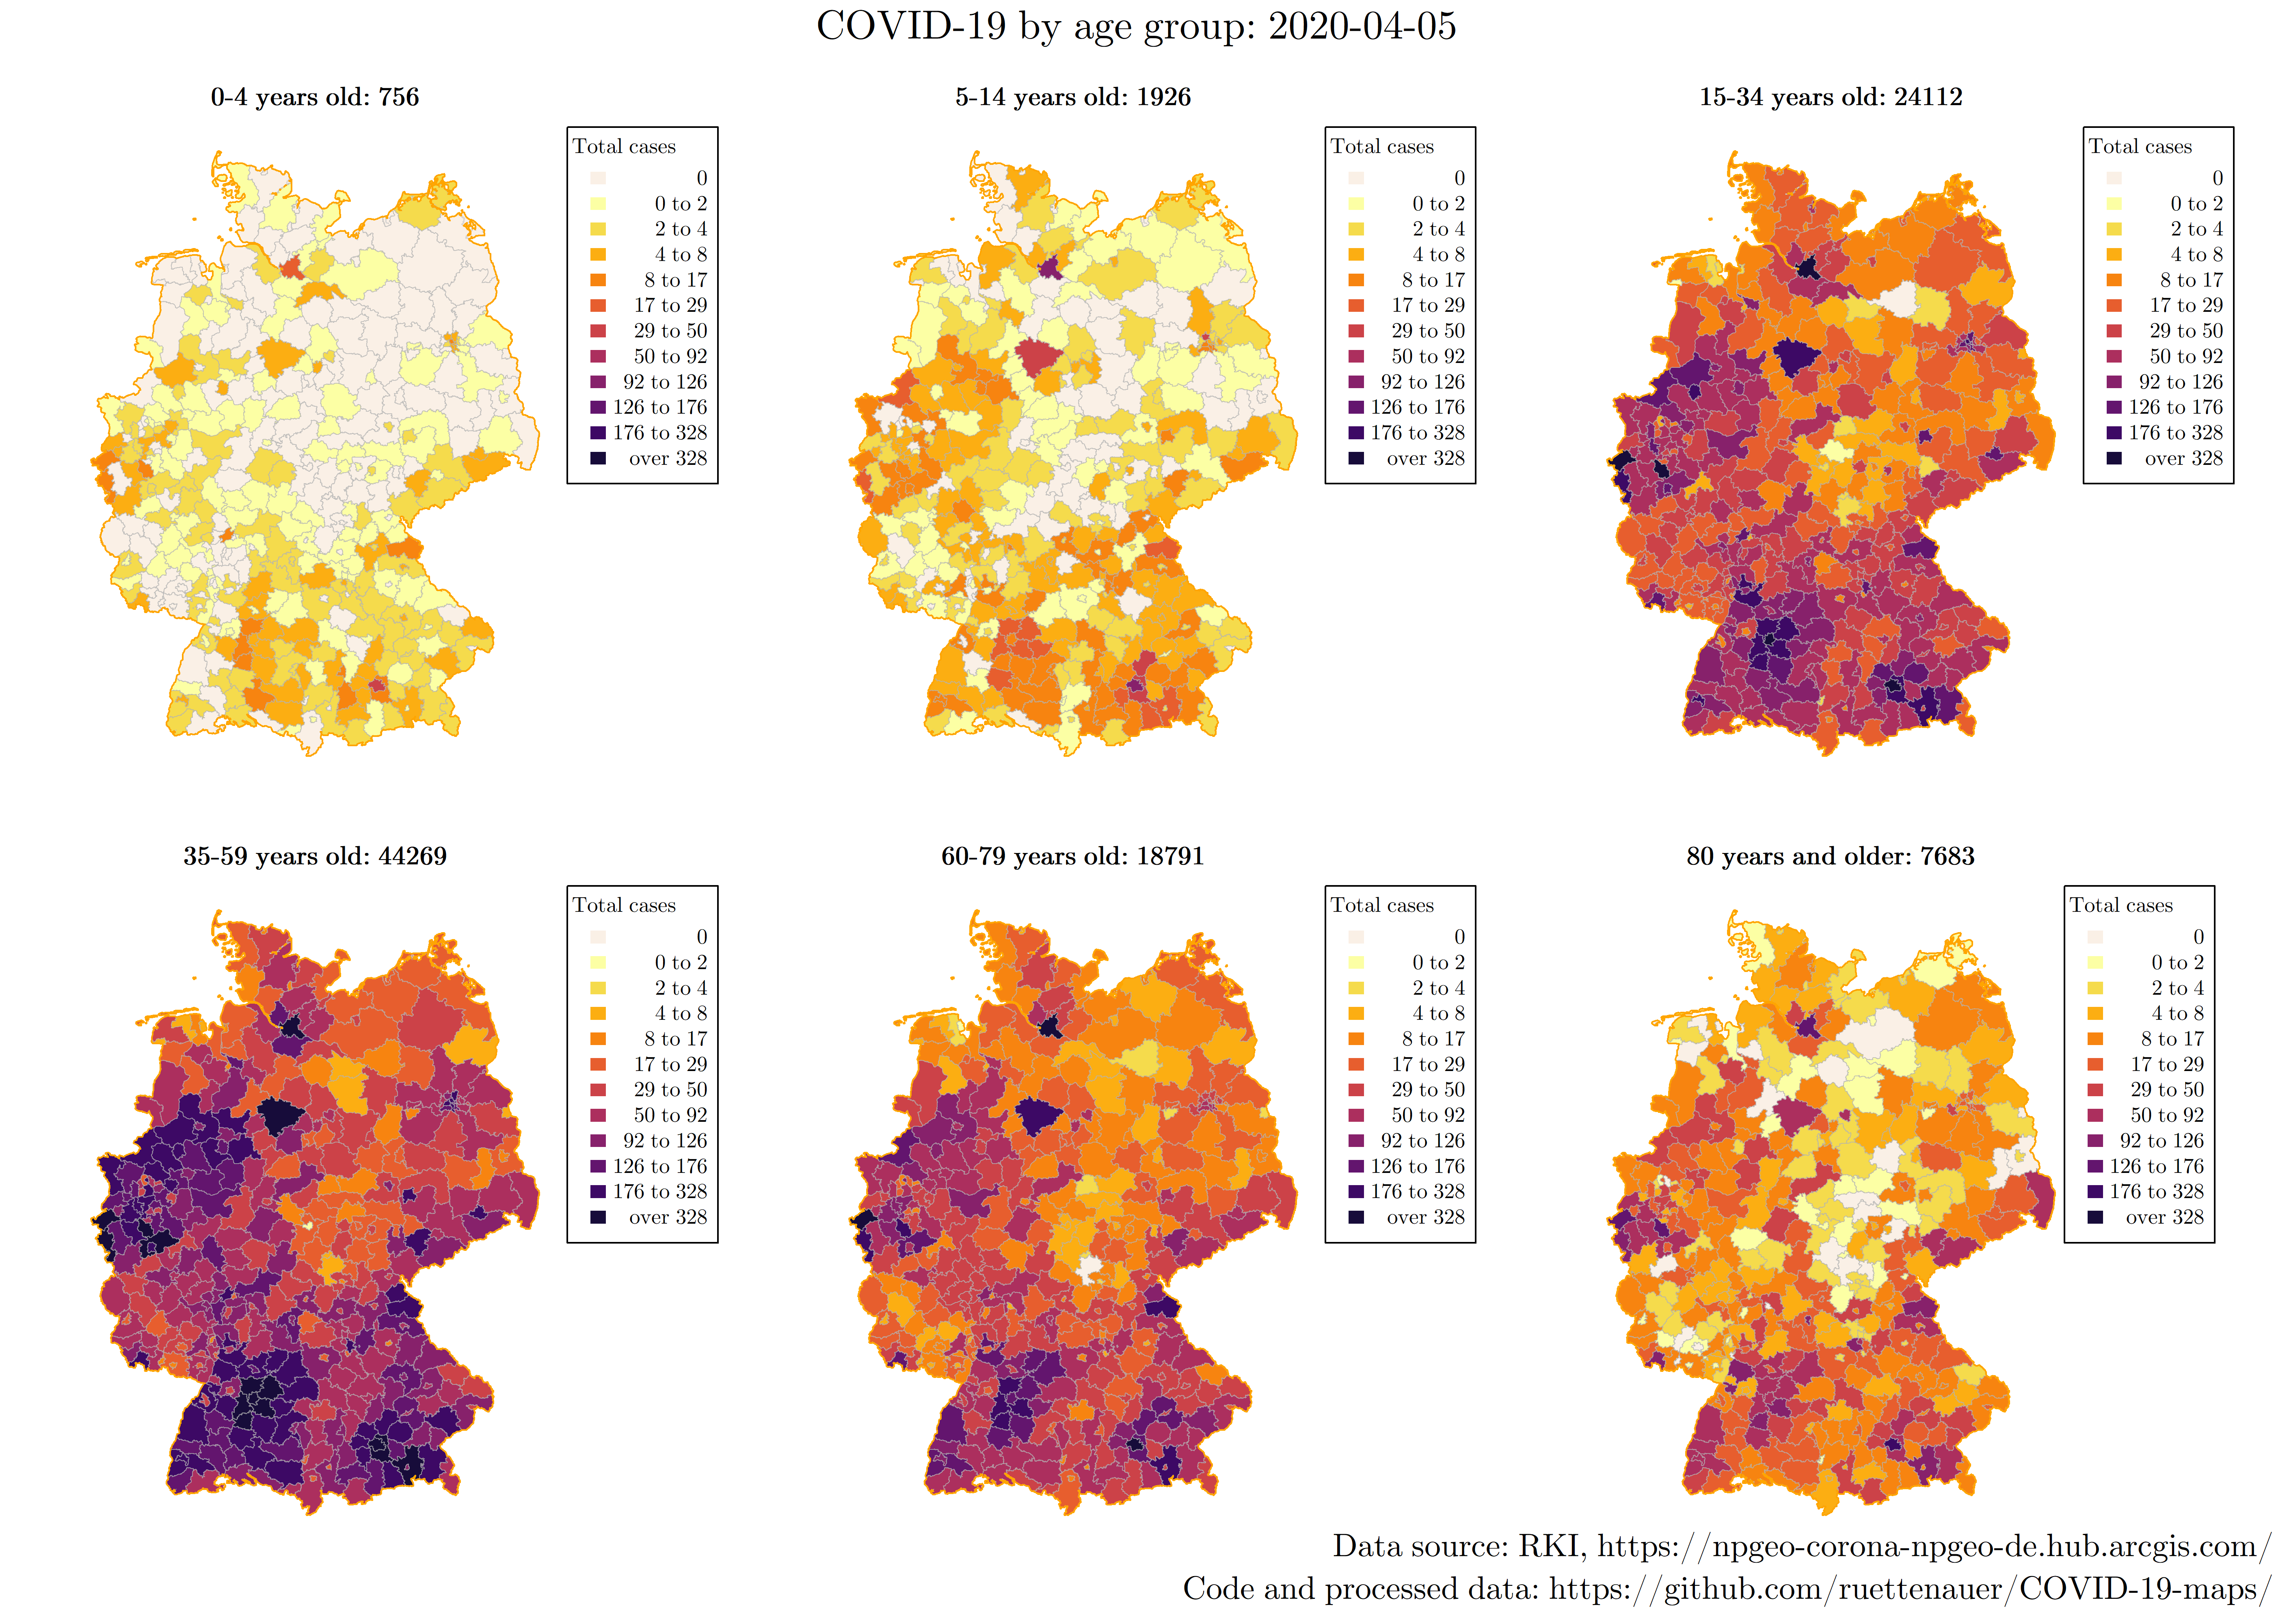 COVID-19 by age group: 2020-04-05
0-4 years old: 756
Total cases
0
0 to 2
2 to 4
4 to 8
8 to 17
17 to 29
29 to 50
50 to 92
92 to 126
126 to 176
176 to 328
over 328
5-14 years old: 1926
Total cases
0
0 to 2
2 to 4
4 to 8
8 to 17
17 to 29
29 to 50
50 to 92
92 to 126
126 to 176
176 to 328
over 328
15-34 years old: 24112
Total cases
0
0 to 2
2 to 4
4 to 8
8 to 17
17 to 29
29 to 50
50 to 92
92 to 126
126 to 176
176 to 328
over 328
35-59 years old: 44269
Total cases
0
0 to 2
2 to 4
4 to 8
8 to 17
17 to 29
29 to 50
50 to 92
92 to 126
126 to 176
176 to 328
over 328
60-79 years old: 18791
Total cases
0
0 to 2
2 to 4
4 to 8
8 to 17
17 to 29
29 to 50
50 to 92
92 to 126
126 to 176
176 to 328
over 328
80 years and older: 7683
Total cases
0
0 to 2
2 to 4
4 to 8
8 to 17
17 to 29
29 to 50
50 to 92
92 to 126
126 to 176
176 to 328
over 328
Data source: RKI, https://npgeo-corona-npgeo-de.hub.arcgis.com/
Code and processed data: https://github.com/ruettenauer/COVID-19-maps/